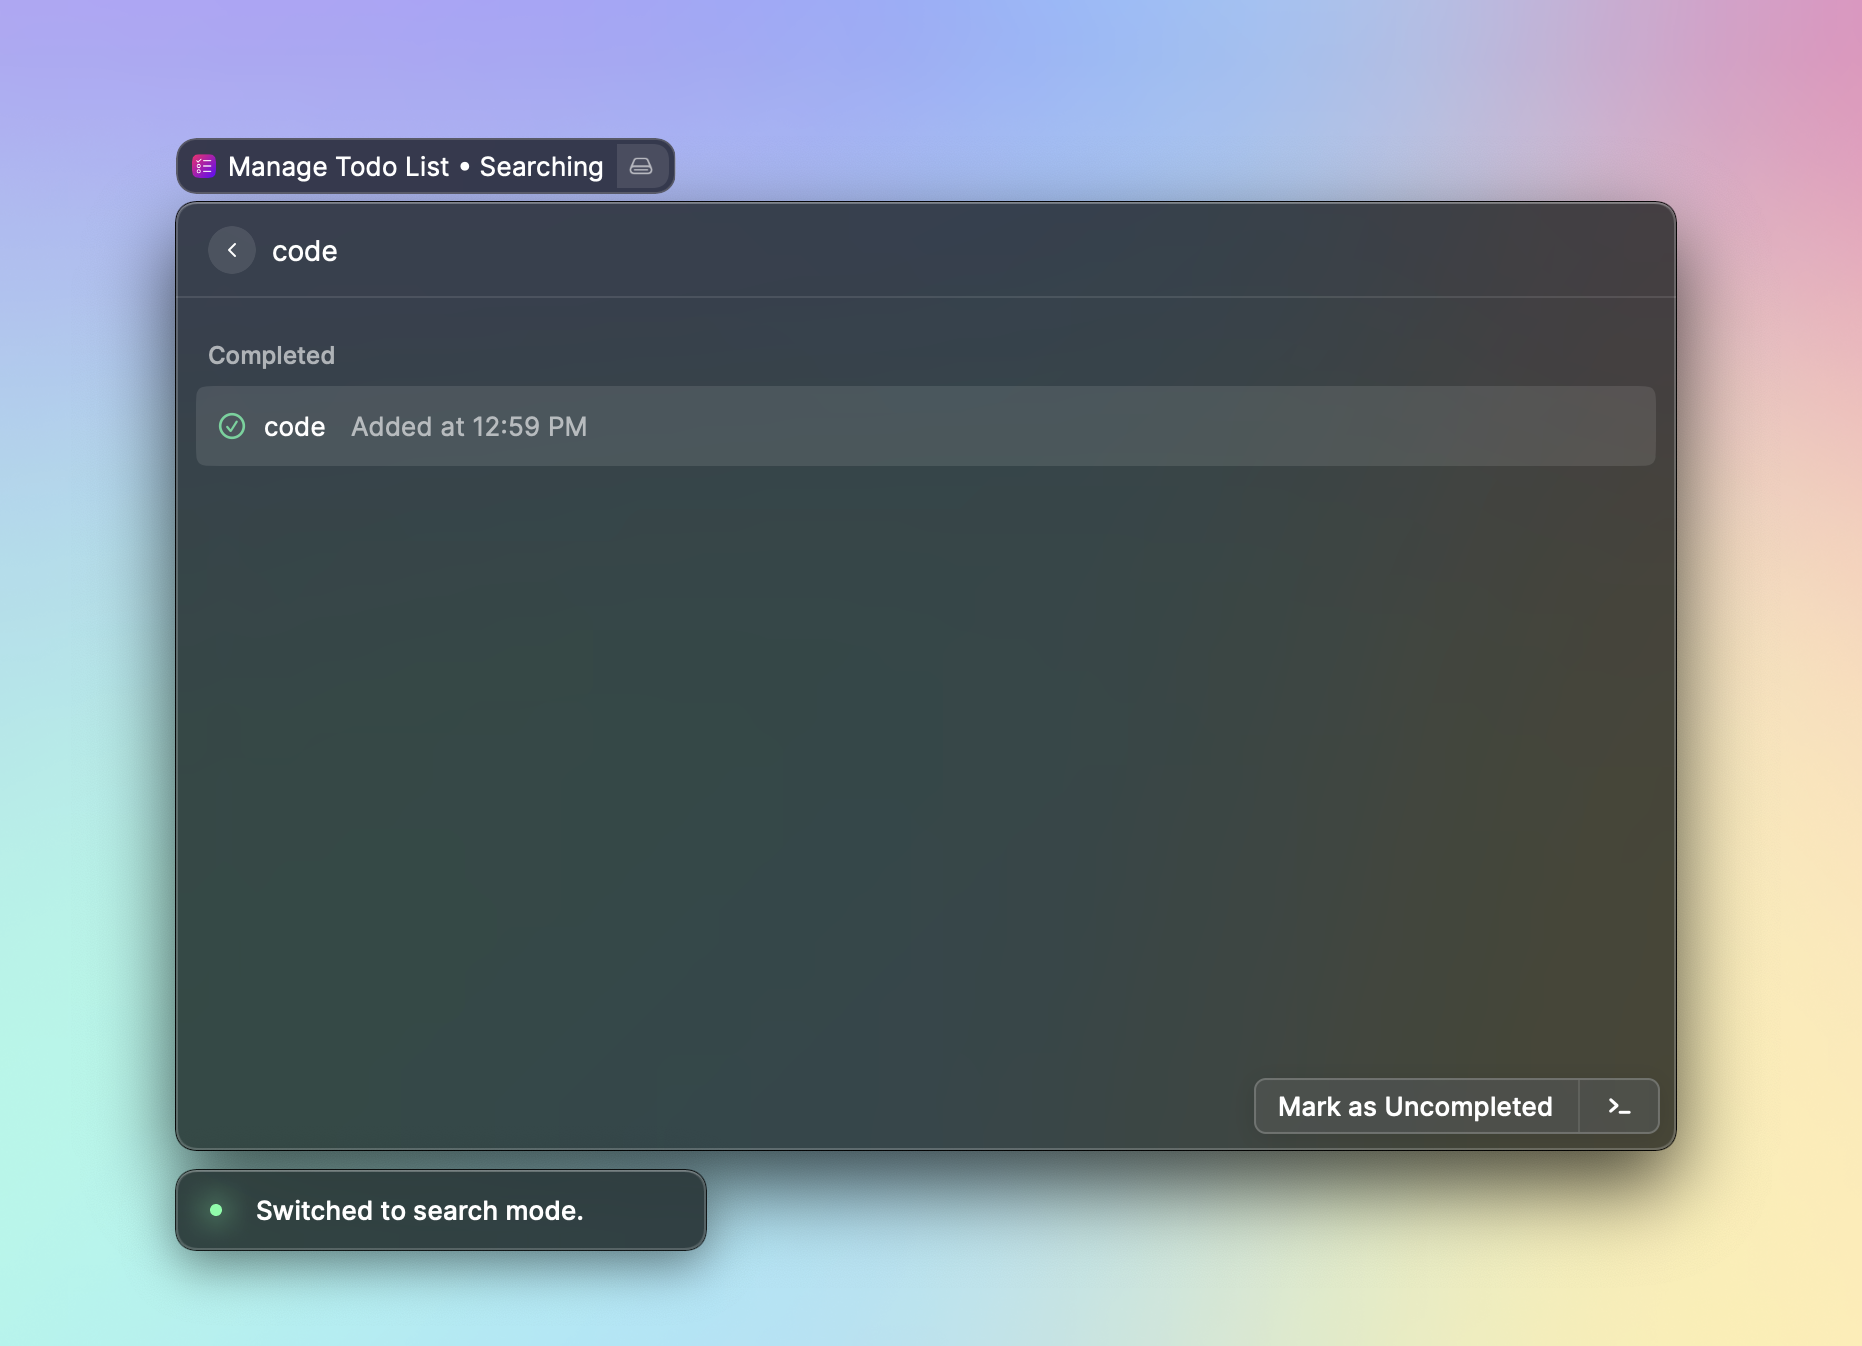 Manage Todo List • Searching
code
Completed
code Added at 12:59 PM
Mark as Uncompleted
Switched to search mode.